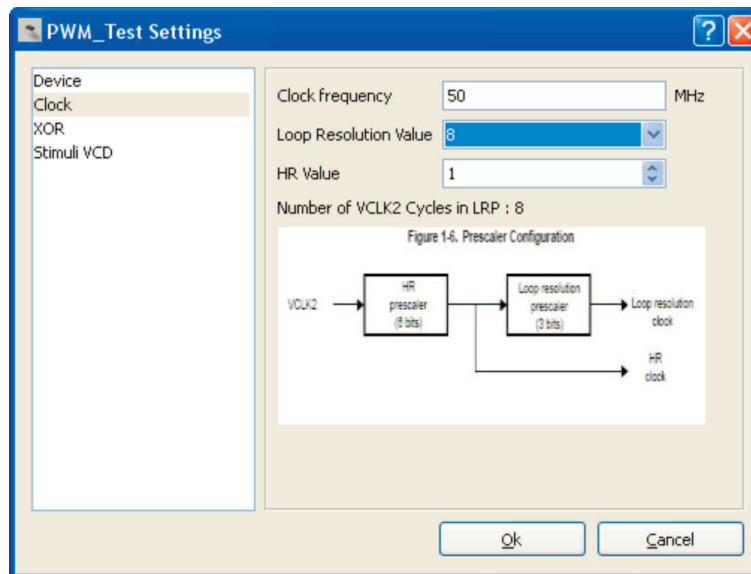 PWM_Test Settings
Device
Clock
XOR
Stimuli VCD
Clock frequency 50 MHz
Loop Resolution Value 8
HR Value 1
Number of VCLK2 Cycles in LRP : 8
Figure 1-6. Prescaler Configuration
VCLK2
HR
prescaler
(6 bits)
Loop resolution
prescaler
(3 bits)
Loop resolution
clock
HR
clock
Ok Cancel